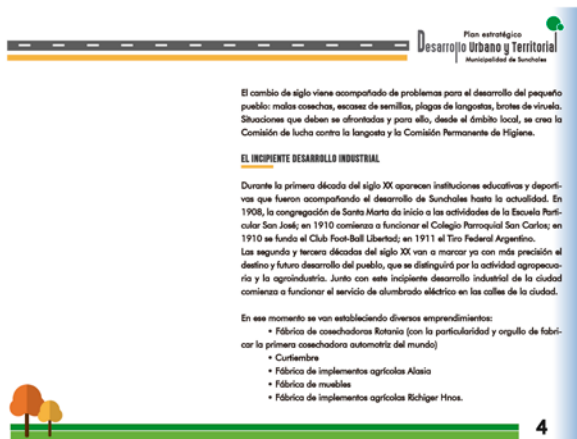 Plan estratégico
Desarrollo Urbano y Territorial
Municipalidad de Sunchales
El cambio de siglo viene acompañado de problemas para el desarrollo del pequeño
pueblo: malas cosechas, escasez de semillas, plagas de langostas, brotes de viruela.
Situaciones que deben se afrontadas y para ello, desde el ámbito local, se crea la
Comisión de lucha contra la langosta y la Comisión Permanente de Higiene.
EL INCIPIENTE DESARROLLO INDUSTRIAL
Durante la primera década del siglo XX aparecen instituciones educativas y deporti-
vas que fueron acompañando el desarrollo de Sunchales hasta la actualidad. En
1908, la congregación de Santa Marta da inicio a las actividades de la Escuela Parti-
cular San José; en 1910 comienza a funcionar el Colegio Parroquial San Carlos; en
1910 se funda el Club Foot-Ball Libertad; en 1911 el Tiro Federal Argentino.
Las segunda y tercera décadas del siglo XX van a marcar ya con más precisión el
destino y futuro desarrollo del pueblo, que se distinguirá por la actividad agropecua-
ria y la agroindustria. Junto con este incipiente desarrollo industrial de la ciudad
comienza a funcionar el servicio de alumbrado eléctrico en las calles de la ciudad.
En ese momento se van estableciendo diversos emprendimientos:
• Fábrica de cosechadoras Rotania (con la particularidad y orgullo de fabri-
car la primera cosechadora automotriz del mundo)
• Curtiembre
• Fábrica de implementos agrícolas Alasia
• Fábrica de muebles
• Fábrica de implementos agrícolas Richiger Hnos.
4